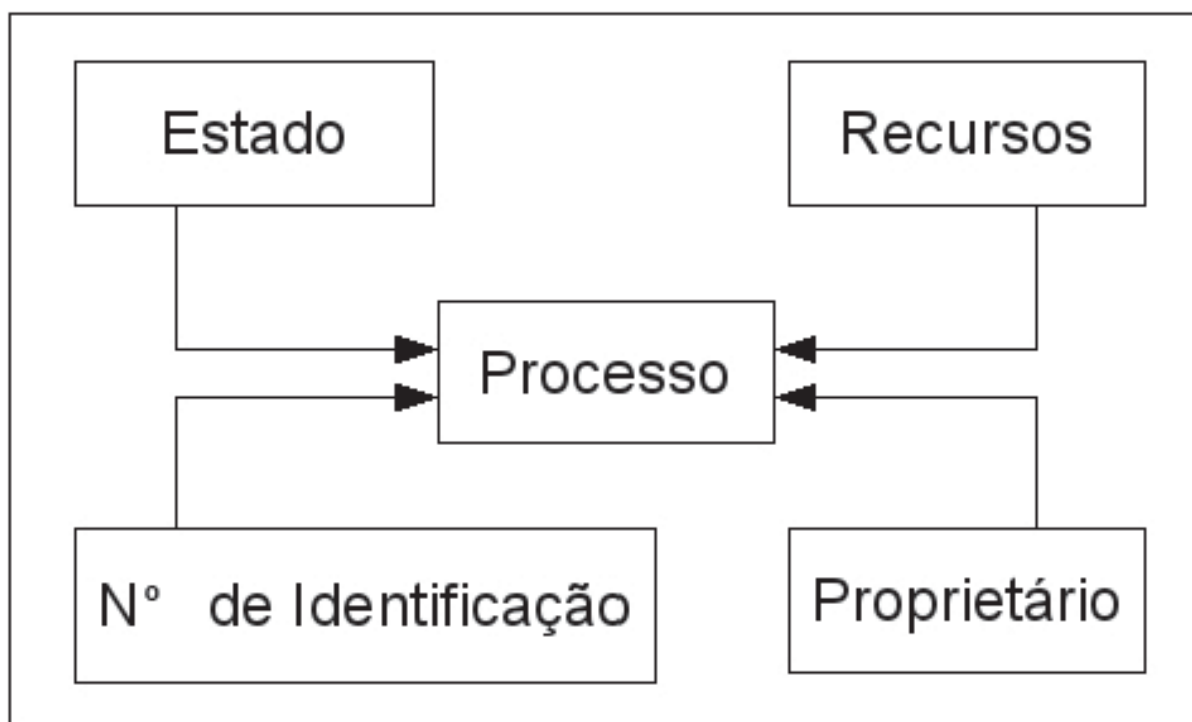 Estado
Recursos
Processo
Nº de Identificação
Proprietário